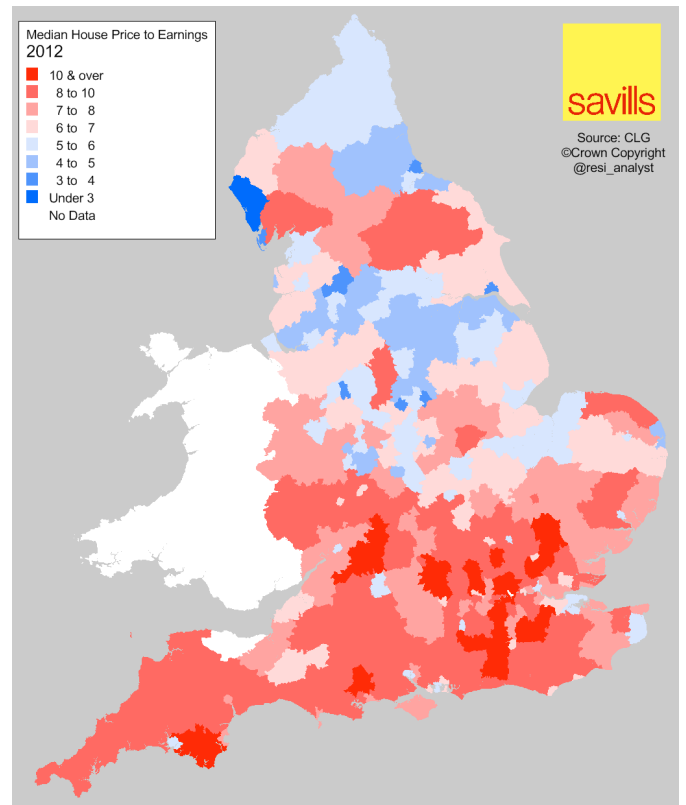 Median House Price to Earnings
2012
10 & over
8 to 10
7 to 8
6 to 7
5 to 6
4 to 5
3 to 4
Under 3
No Data
savills
Source: CLG
©Crown Copyright
@resi_analyst